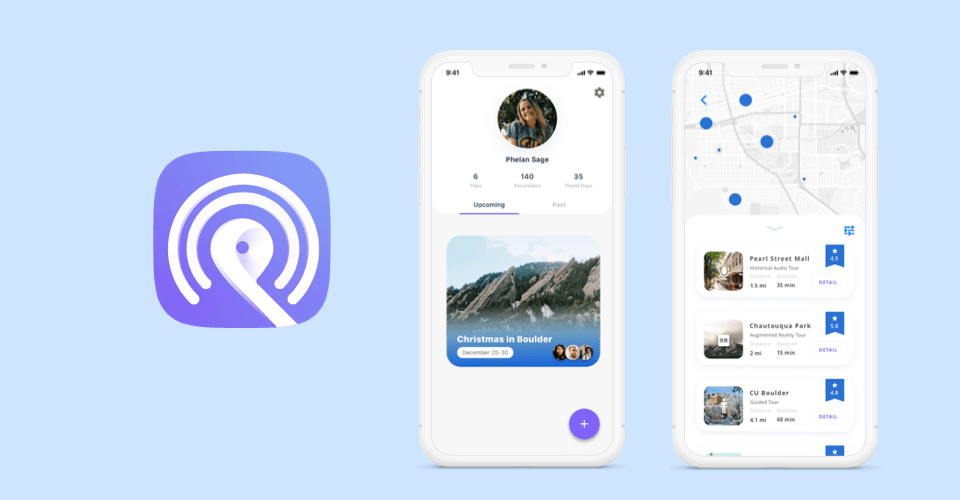 9:41
Phelan Sage
6 140 35
Trips Excursions Travel Days
Upcoming Past
Christmas in Boulder
December 25-30
+
9:41
Pearl Street Mall
4.5
Historical Audio Tour
Distance Duration
1.5 mi 35 min
DETAIL
Chautauqua Park
5.0
Augmented Reality Tour
Distance Duration
2 mi 15 min
DETAIL
CU Boulder
4.8
Guided Tour
Distance Duration
4.1 mi 60 min
DETAIL